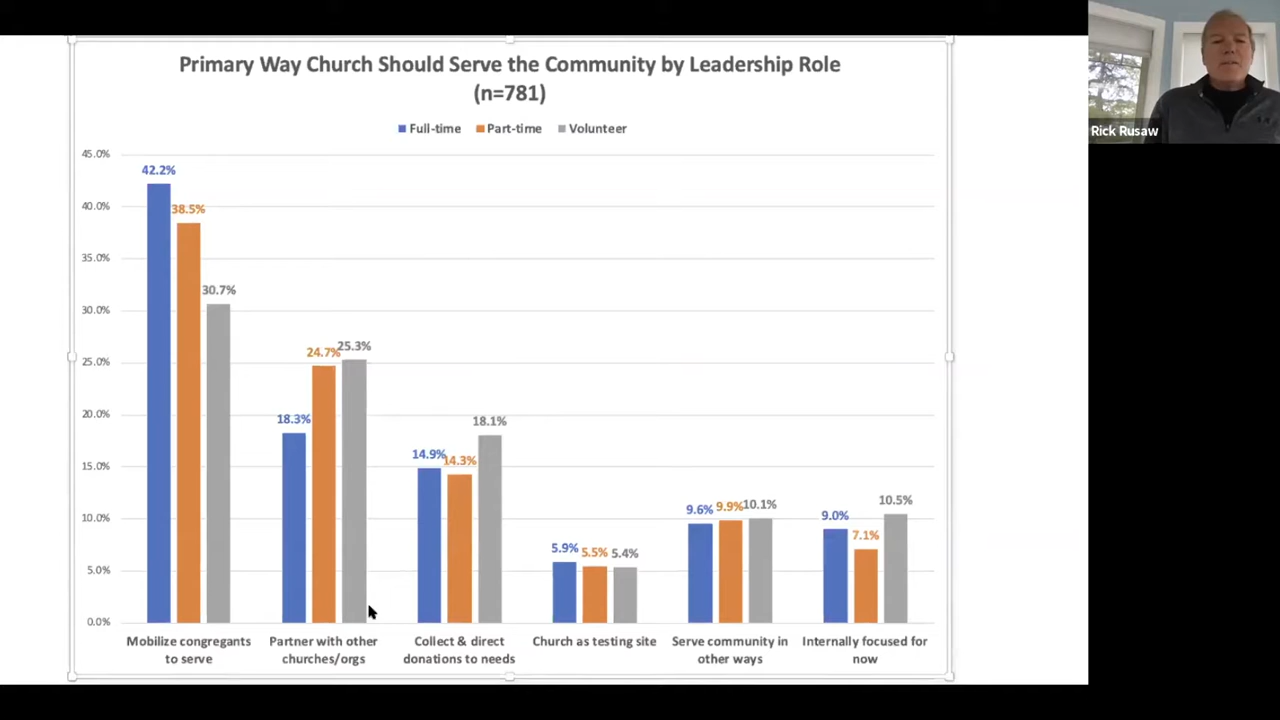 Primary Way Church Should Serve the Community by Leadership Role
(n=781)
Full-time Part-time Volunteer
45.0%
40.0%
35.0%
30.0%
25.0%
20.0%
15.0%
10.0%
5.0%
0.0%
42.2%
38.5%
30.7%
18.3%
24.7%
25.3%
14.9%
14.3%
18.1%
5.9%
5.5%
5.4%
9.6%
9.9%
10.1%
9.0%
7.1%
10.5%
Mobilize congregants
to serve
Partner with other
churches/orgs
Collect & direct
donations to needs
Church as testing site
Serve community in
other ways
Internally focused for
now
Rick Rusaw